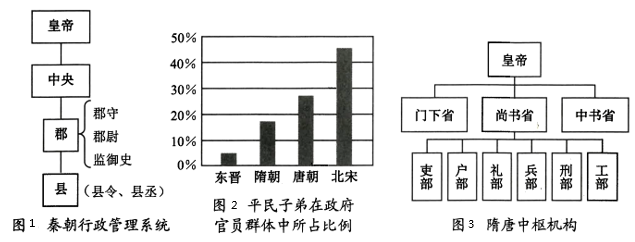 皇帝
中央
郡
郡守
郡尉
监御史
县
（县令、县丞）
图1 秦朝行政管理系统
50%
40%
30%
20%
10%
0%
东晋 隋朝 唐朝 北宋
图2 平民子弟在政府
官员群体中所占比例
皇帝
门下省 尚书省 中书省
吏部 户部 礼部 兵部 刑部 工部
图3 隋唐中枢机构